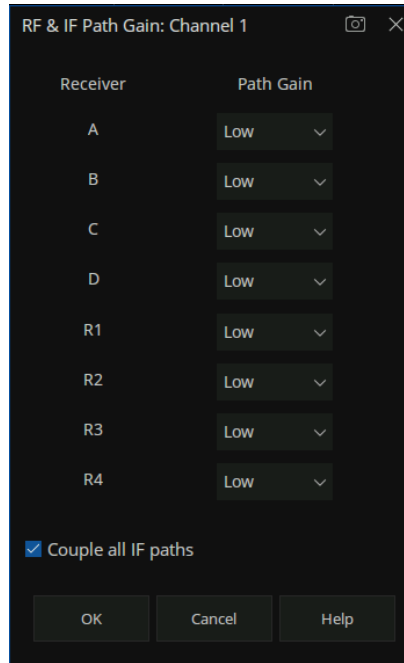 RF & IF Path Gain: Channel 1
Receiver Path Gain
A Low
B Low
C Low
D Low
R1 Low
R2 Low
R3 Low
R4 Low
Couple all IF paths
OK Cancel Help